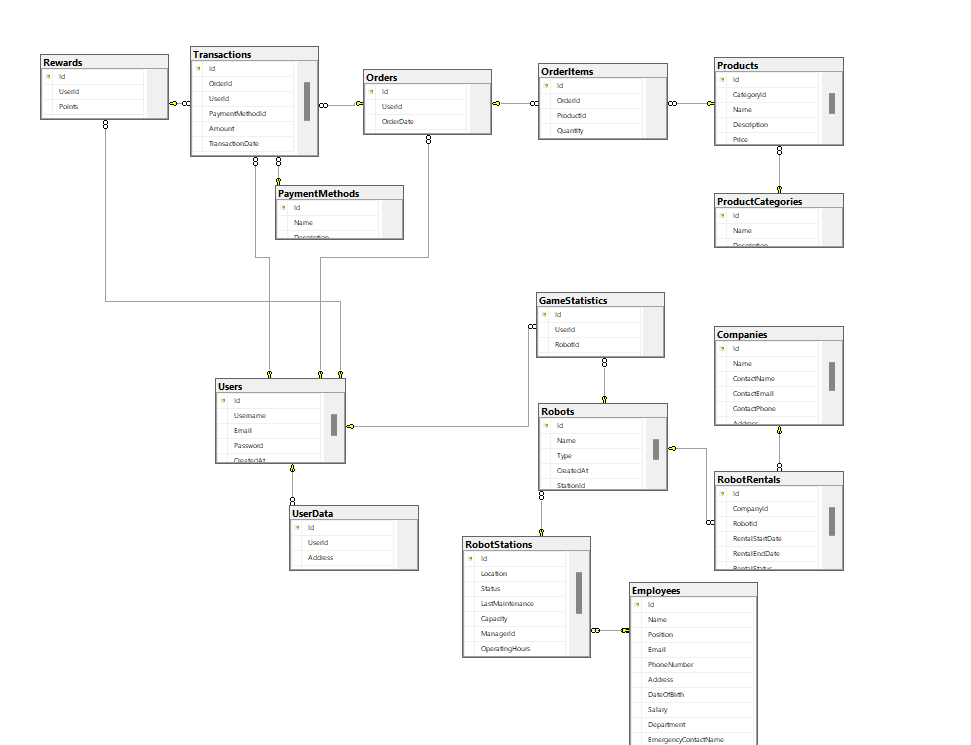 Rewards
Id
UserId
Points
Transactions
Id
OrderId
UserId
PaymentMethodId
Amount
TransactionDate
Orders
Id
UserId
OrderDate
OrderItems
Id
OrderId
ProductId
Quantity
Products
Id
CategoryId
Name
Description
Price
PaymentMethods
Id
Name
Description
ProductCategories
Id
Name
Description
GameStatistics
Id
UserId
RobotId
Companies
Id
Name
ContactName
ContactEmail
ContactPhone
Address
Users
Id
Username
Email
Password
CreatedAt
Robots
Id
Name
Type
CreatedAt
StationId
RobotRentals
Id
CompanyId
RobotId
RentalStartDate
RentalEndDate
RentalStatus
UserData
Id
UserId
Address
RobotStations
Id
Location
Status
LastMaintenance
Capacity
ManagerId
OperatingHours
Employees
Id
Name
Position
Email
PhoneNumber
Address
DateOfBirth
Salary
Department
EmergencyContactName